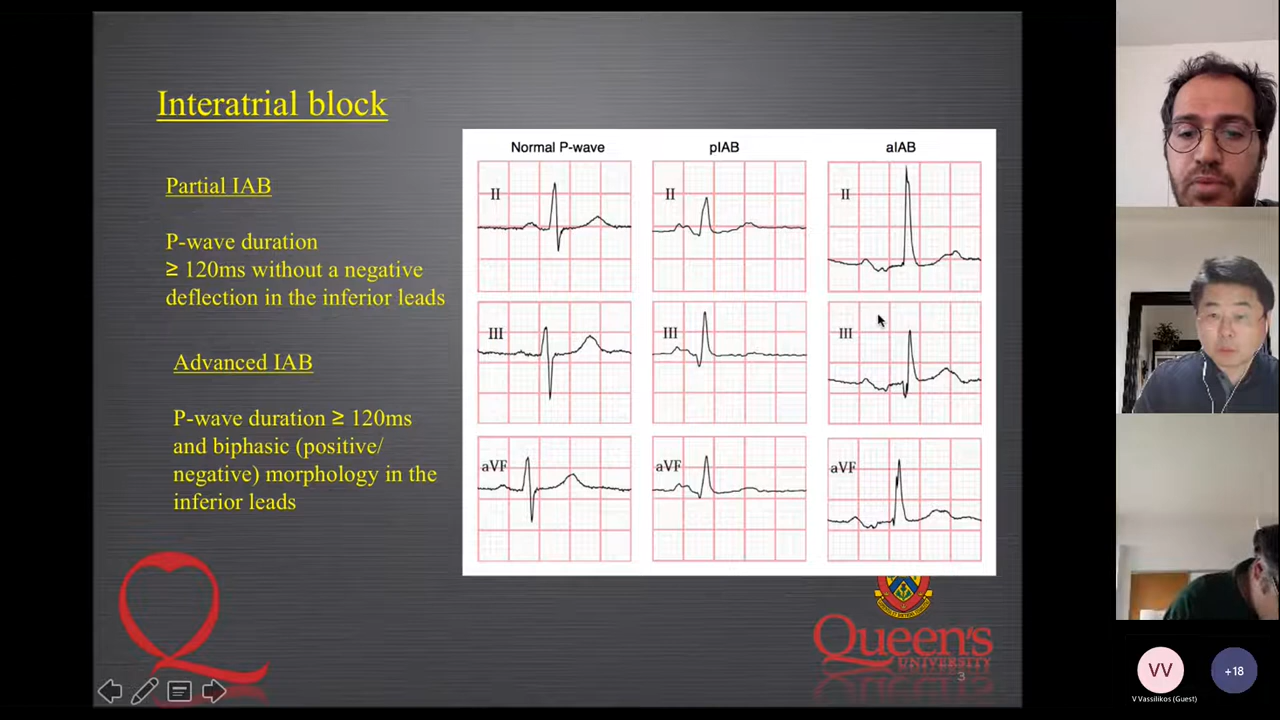 Interatrial block
Partial IAB
P-wave duration
≥ 120ms without a negative
deflection in the inferior leads
Advanced IAB
P-wave duration ≥ 120ms
and biphasic (positive/
negative) morphology in the
inferior leads
Normal P-wave
pIAB
aIAB
II
II
II
III
III
III
aVF
aVF
aVF
Queen's
UNIVERSITY
3
VV
+18
V Vassilikos (Guest)